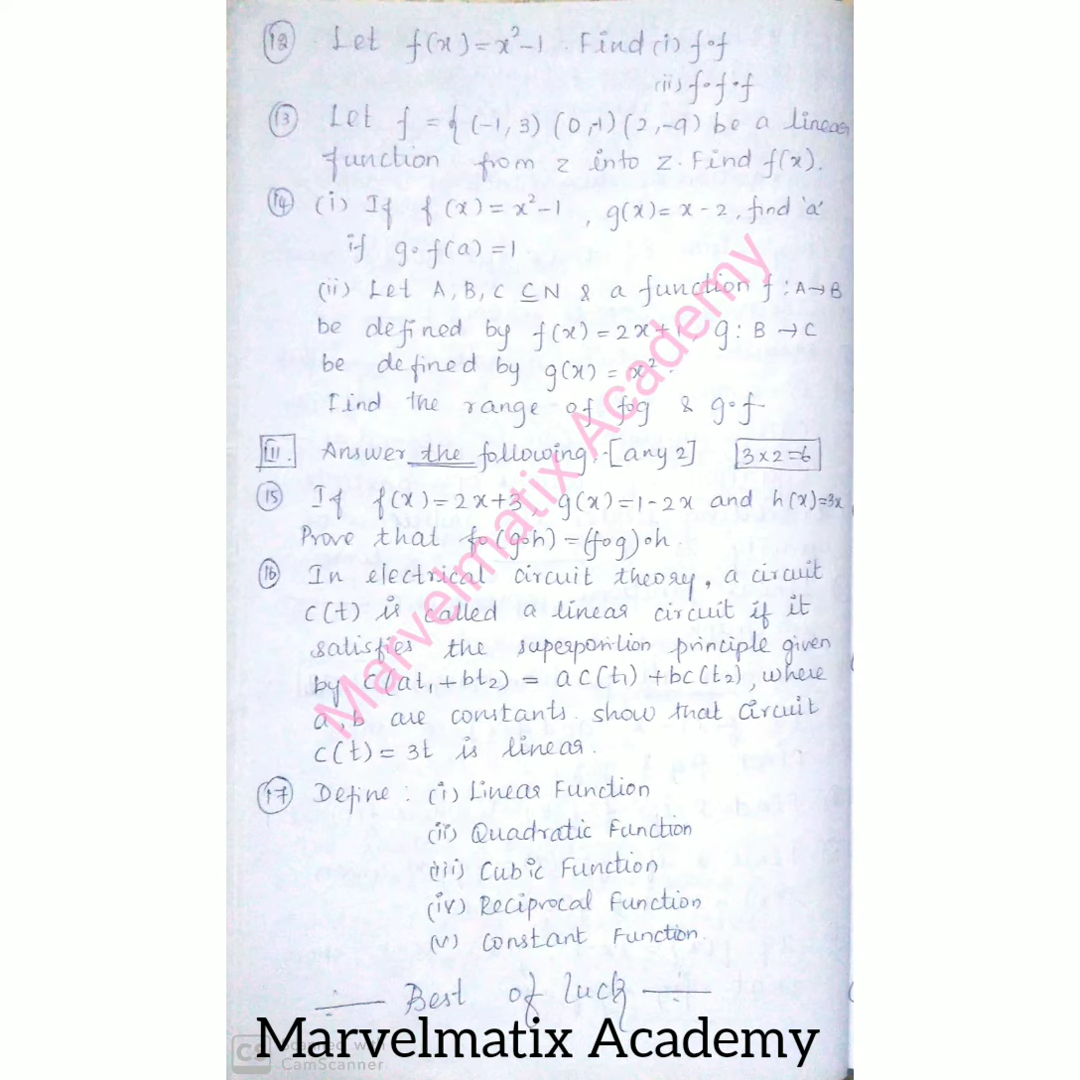 (12) Let f(x)=x²-1. Find (i) f∘f
(ii) f∘f∘f
(13) Let f = { (-1,3) (0,-1) (2,-9) be a linear
function from z into z. Find f(x).
(14) (i) If f(x)=x²-1, g(x)=x-2, find 'a'
if g∘f(a)=1
(ii) Let A,B,C ⊆N & a function f:A→B
be defined by f(x)=2x+1, g:B→C
be defined by g(x)=x².
Find the range of fog & g∘f
III. Answer the following:-[any 2] 3×2=6
(15) If f(x)=2x+3, g(x)=1-2x and h(x)=3x
Prove that fo(g∘h)=(fog)∘h.
(16) In electrical circuit theory, a circuit
c(t) is called a linear circuit if it
satisfies the superposition principle given
by c(at₁+bt₂) = ac(t₁)+bc(t₂), where
a,b are constants. show that circuit
c(t)=3t is linear.
(17) Define : (i) Linear Function
(ii) Quadratic Function
(iii) Cubic Function
(iv) Reciprocal Function
(v) Constant Function.
Best of luck
Marvelmatix Academy
Marvelmatix Academy
CS
CamScanner